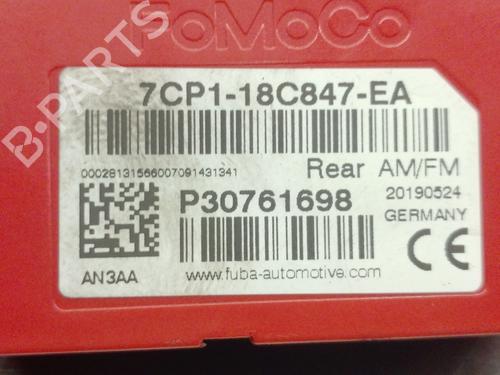 FoMoCo
7CP1-18C847-EA
00028131566007091431341
Rear AM/FM
P30761698
20190524
GERMANY
CE
AN3AA
www.fuba-automotive.com
B-PARTS